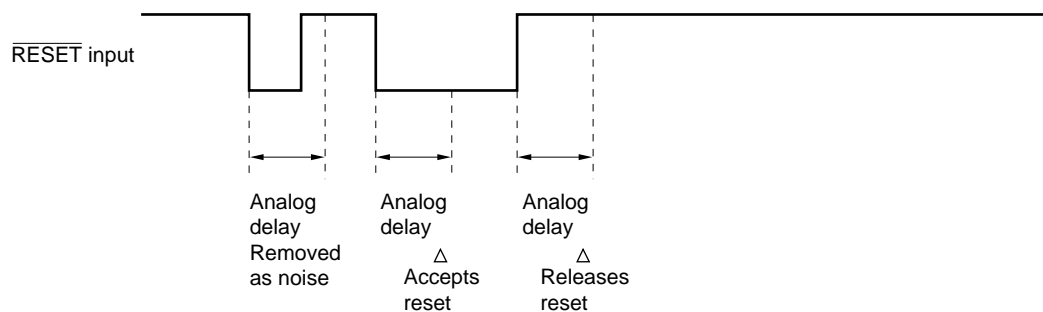 RESET input
Analog
delay
Removed
as noise
Analog
delay
△
Accepts
reset
Analog
delay
△
Releases
reset